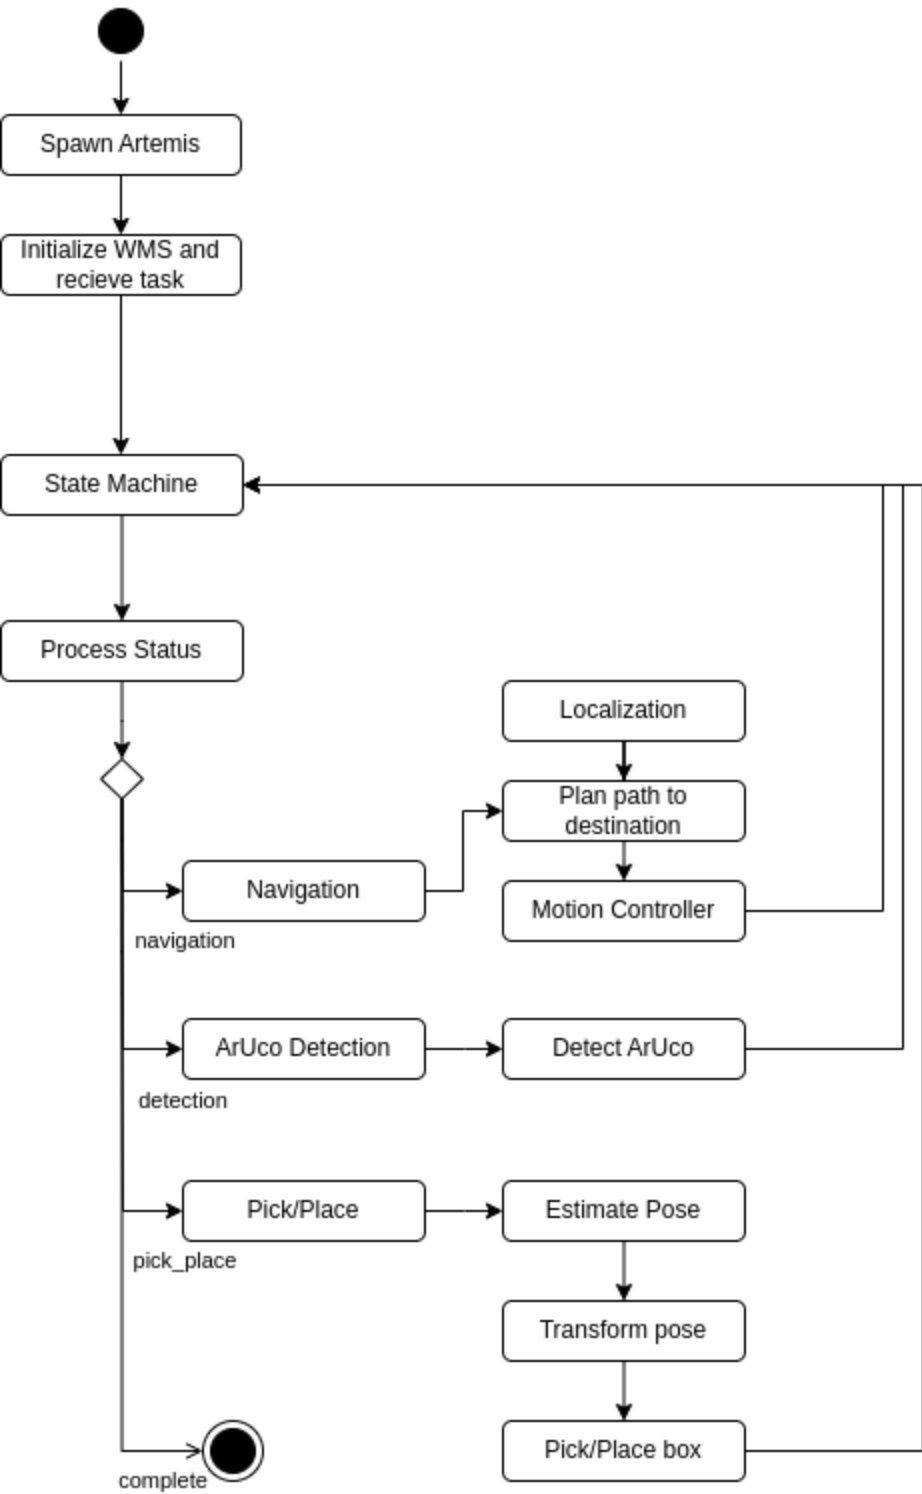 Spawn Artemis
Initialize WMS and
recieve task
State Machine
Process Status
Localization
Plan path to
destination
Navigation
Motion Controller
navigation
ArUco Detection
Detect ArUco
detection
Pick/Place
Estimate Pose
pick_place
Transform pose
Pick/Place box
complete